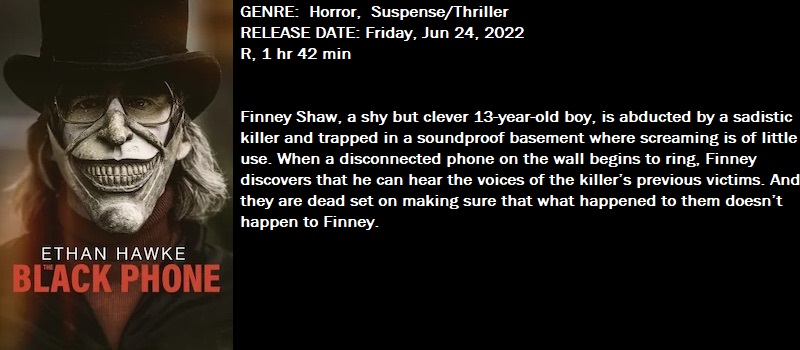 GENRE:  Horror,  Suspense/Thriller
RELEASE DATE: Friday, Jun 24, 2022
R, 1 hr 42 min
Finney Shaw, a shy but clever 13-year-old boy, is abducted by a sadistic
killer and trapped in a soundproof basement where screaming is of little
use. When a disconnected phone on the wall begins to ring, Finney
discovers that he can hear the voices of the killer’s previous victims. And
they are dead set on making sure that what happened to them doesn’t
happen to Finney.
ETHAN HAWKE
THE BLACK PHONE